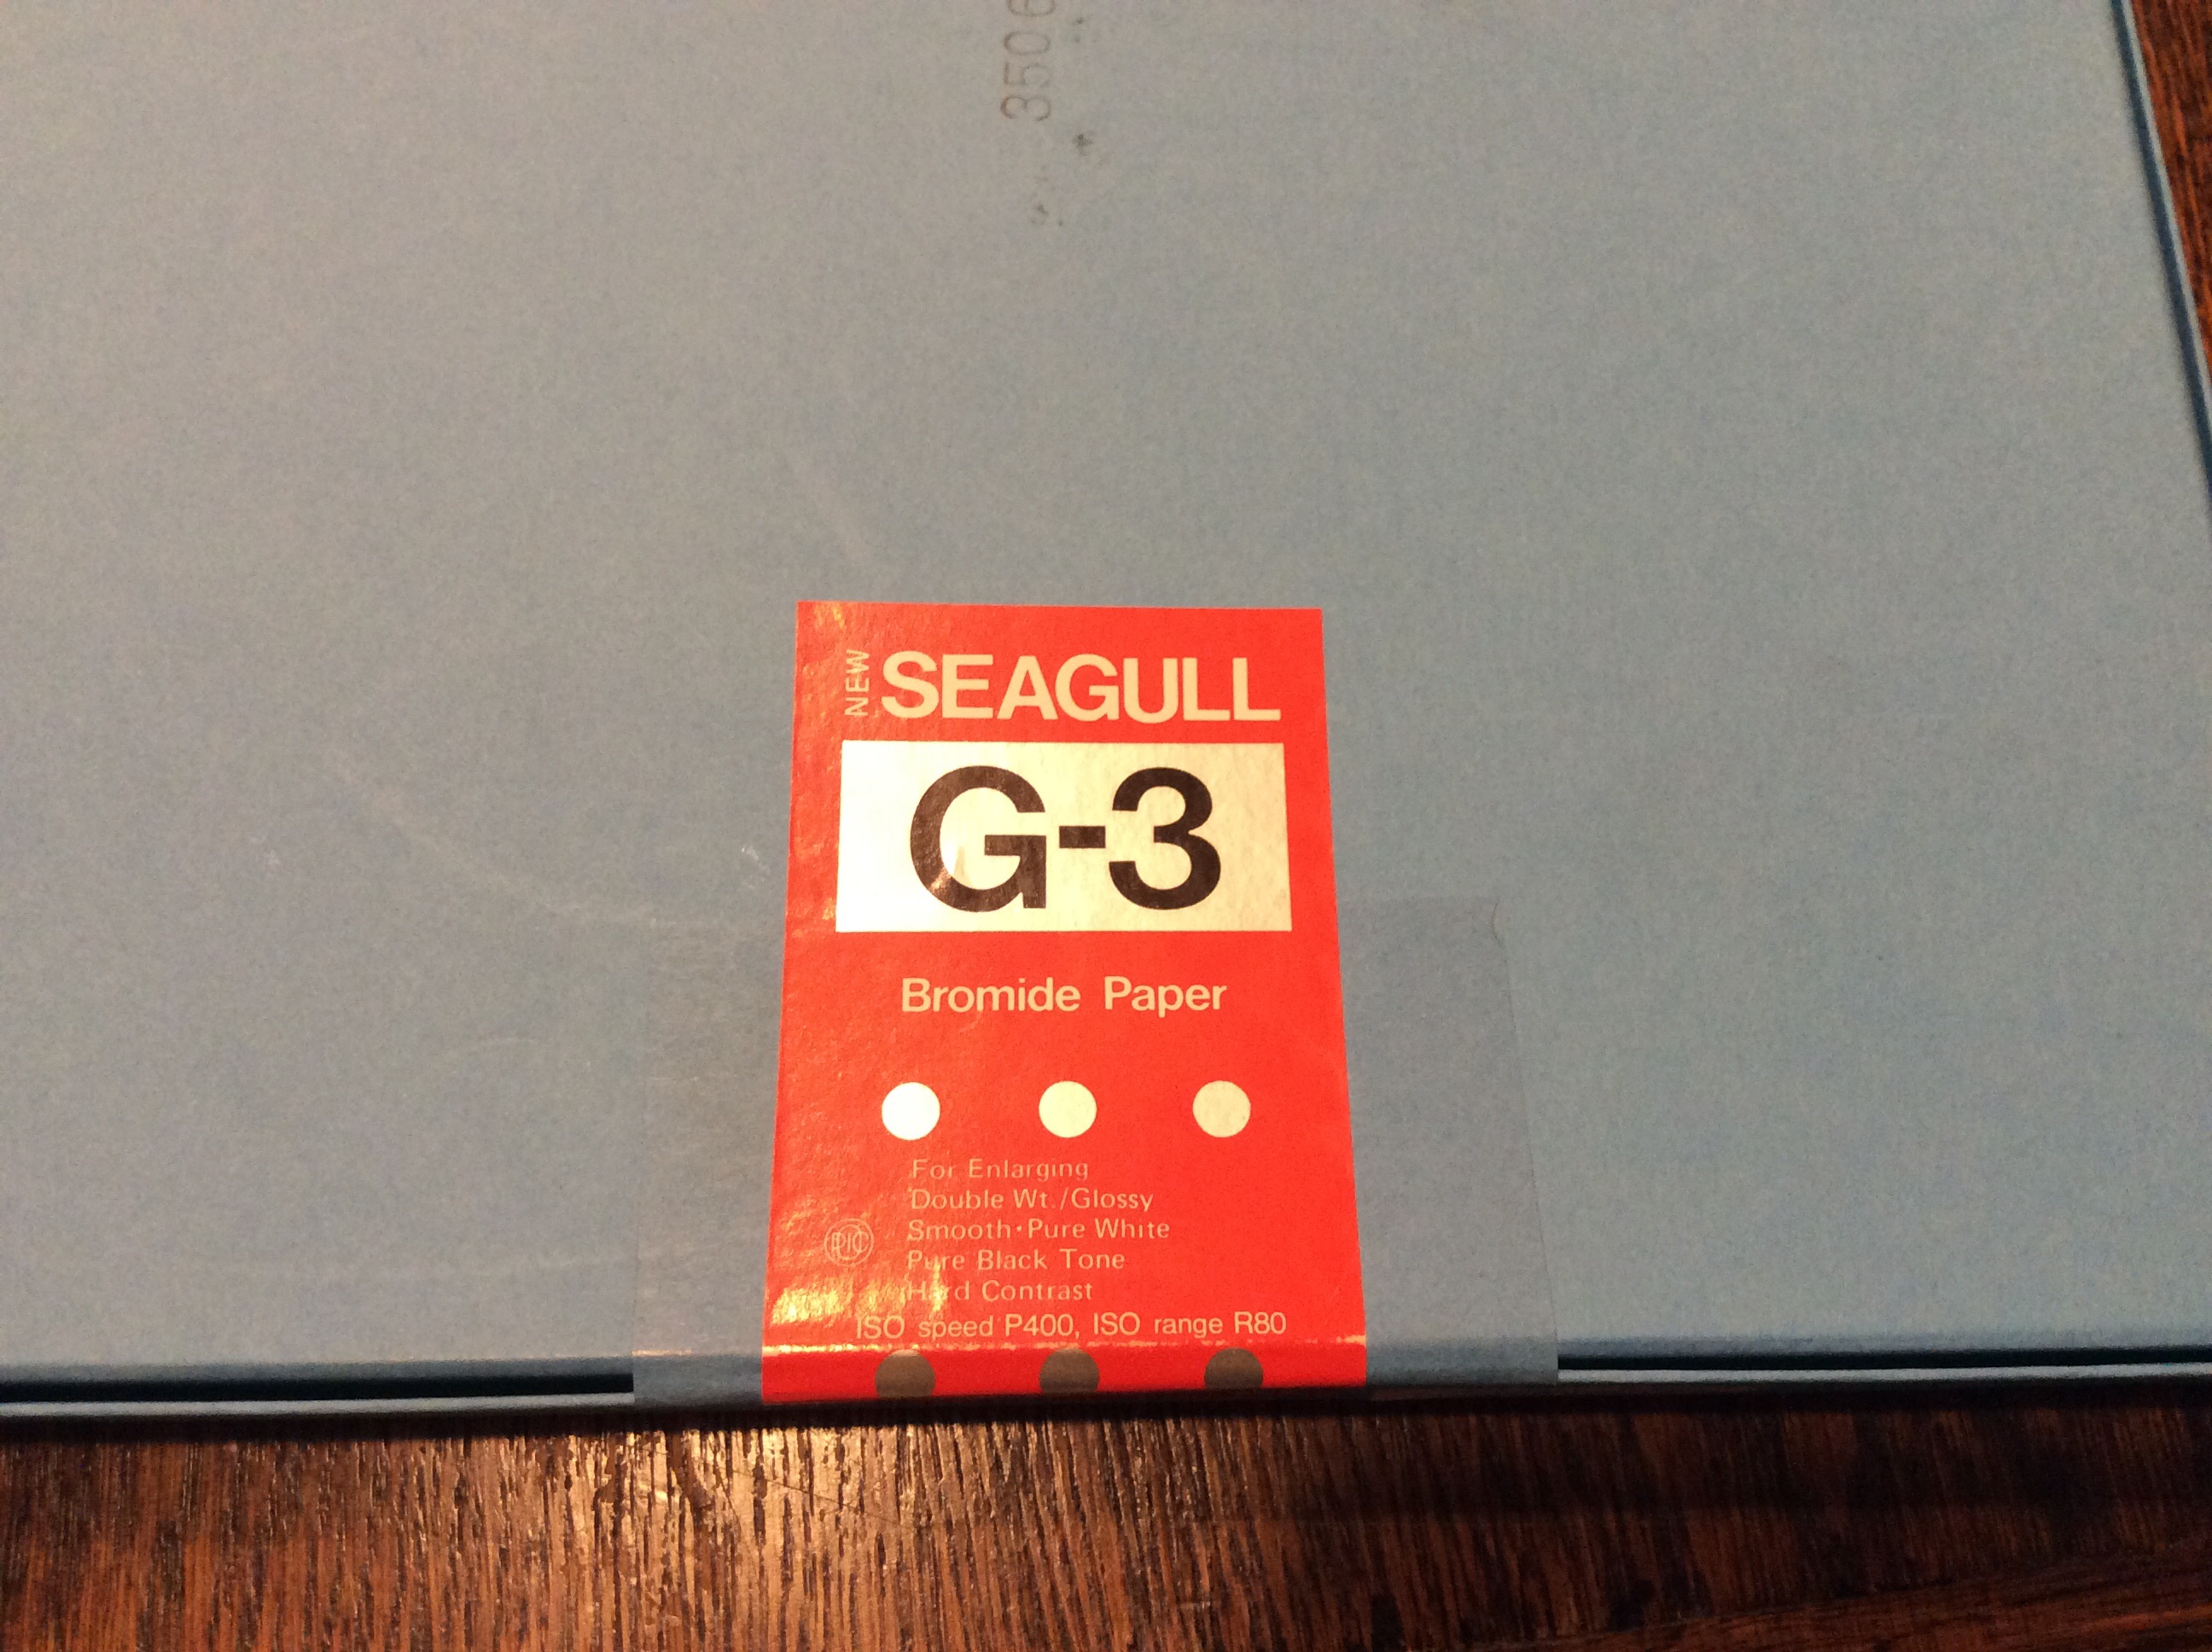 3506
NEW SEAGULL
G-3
Bromide Paper
For Enlarging
Double Wt./Glossy
Smooth·Pure White
Pure Black Tone
Hard Contrast
ISO speed P400, ISO range R80